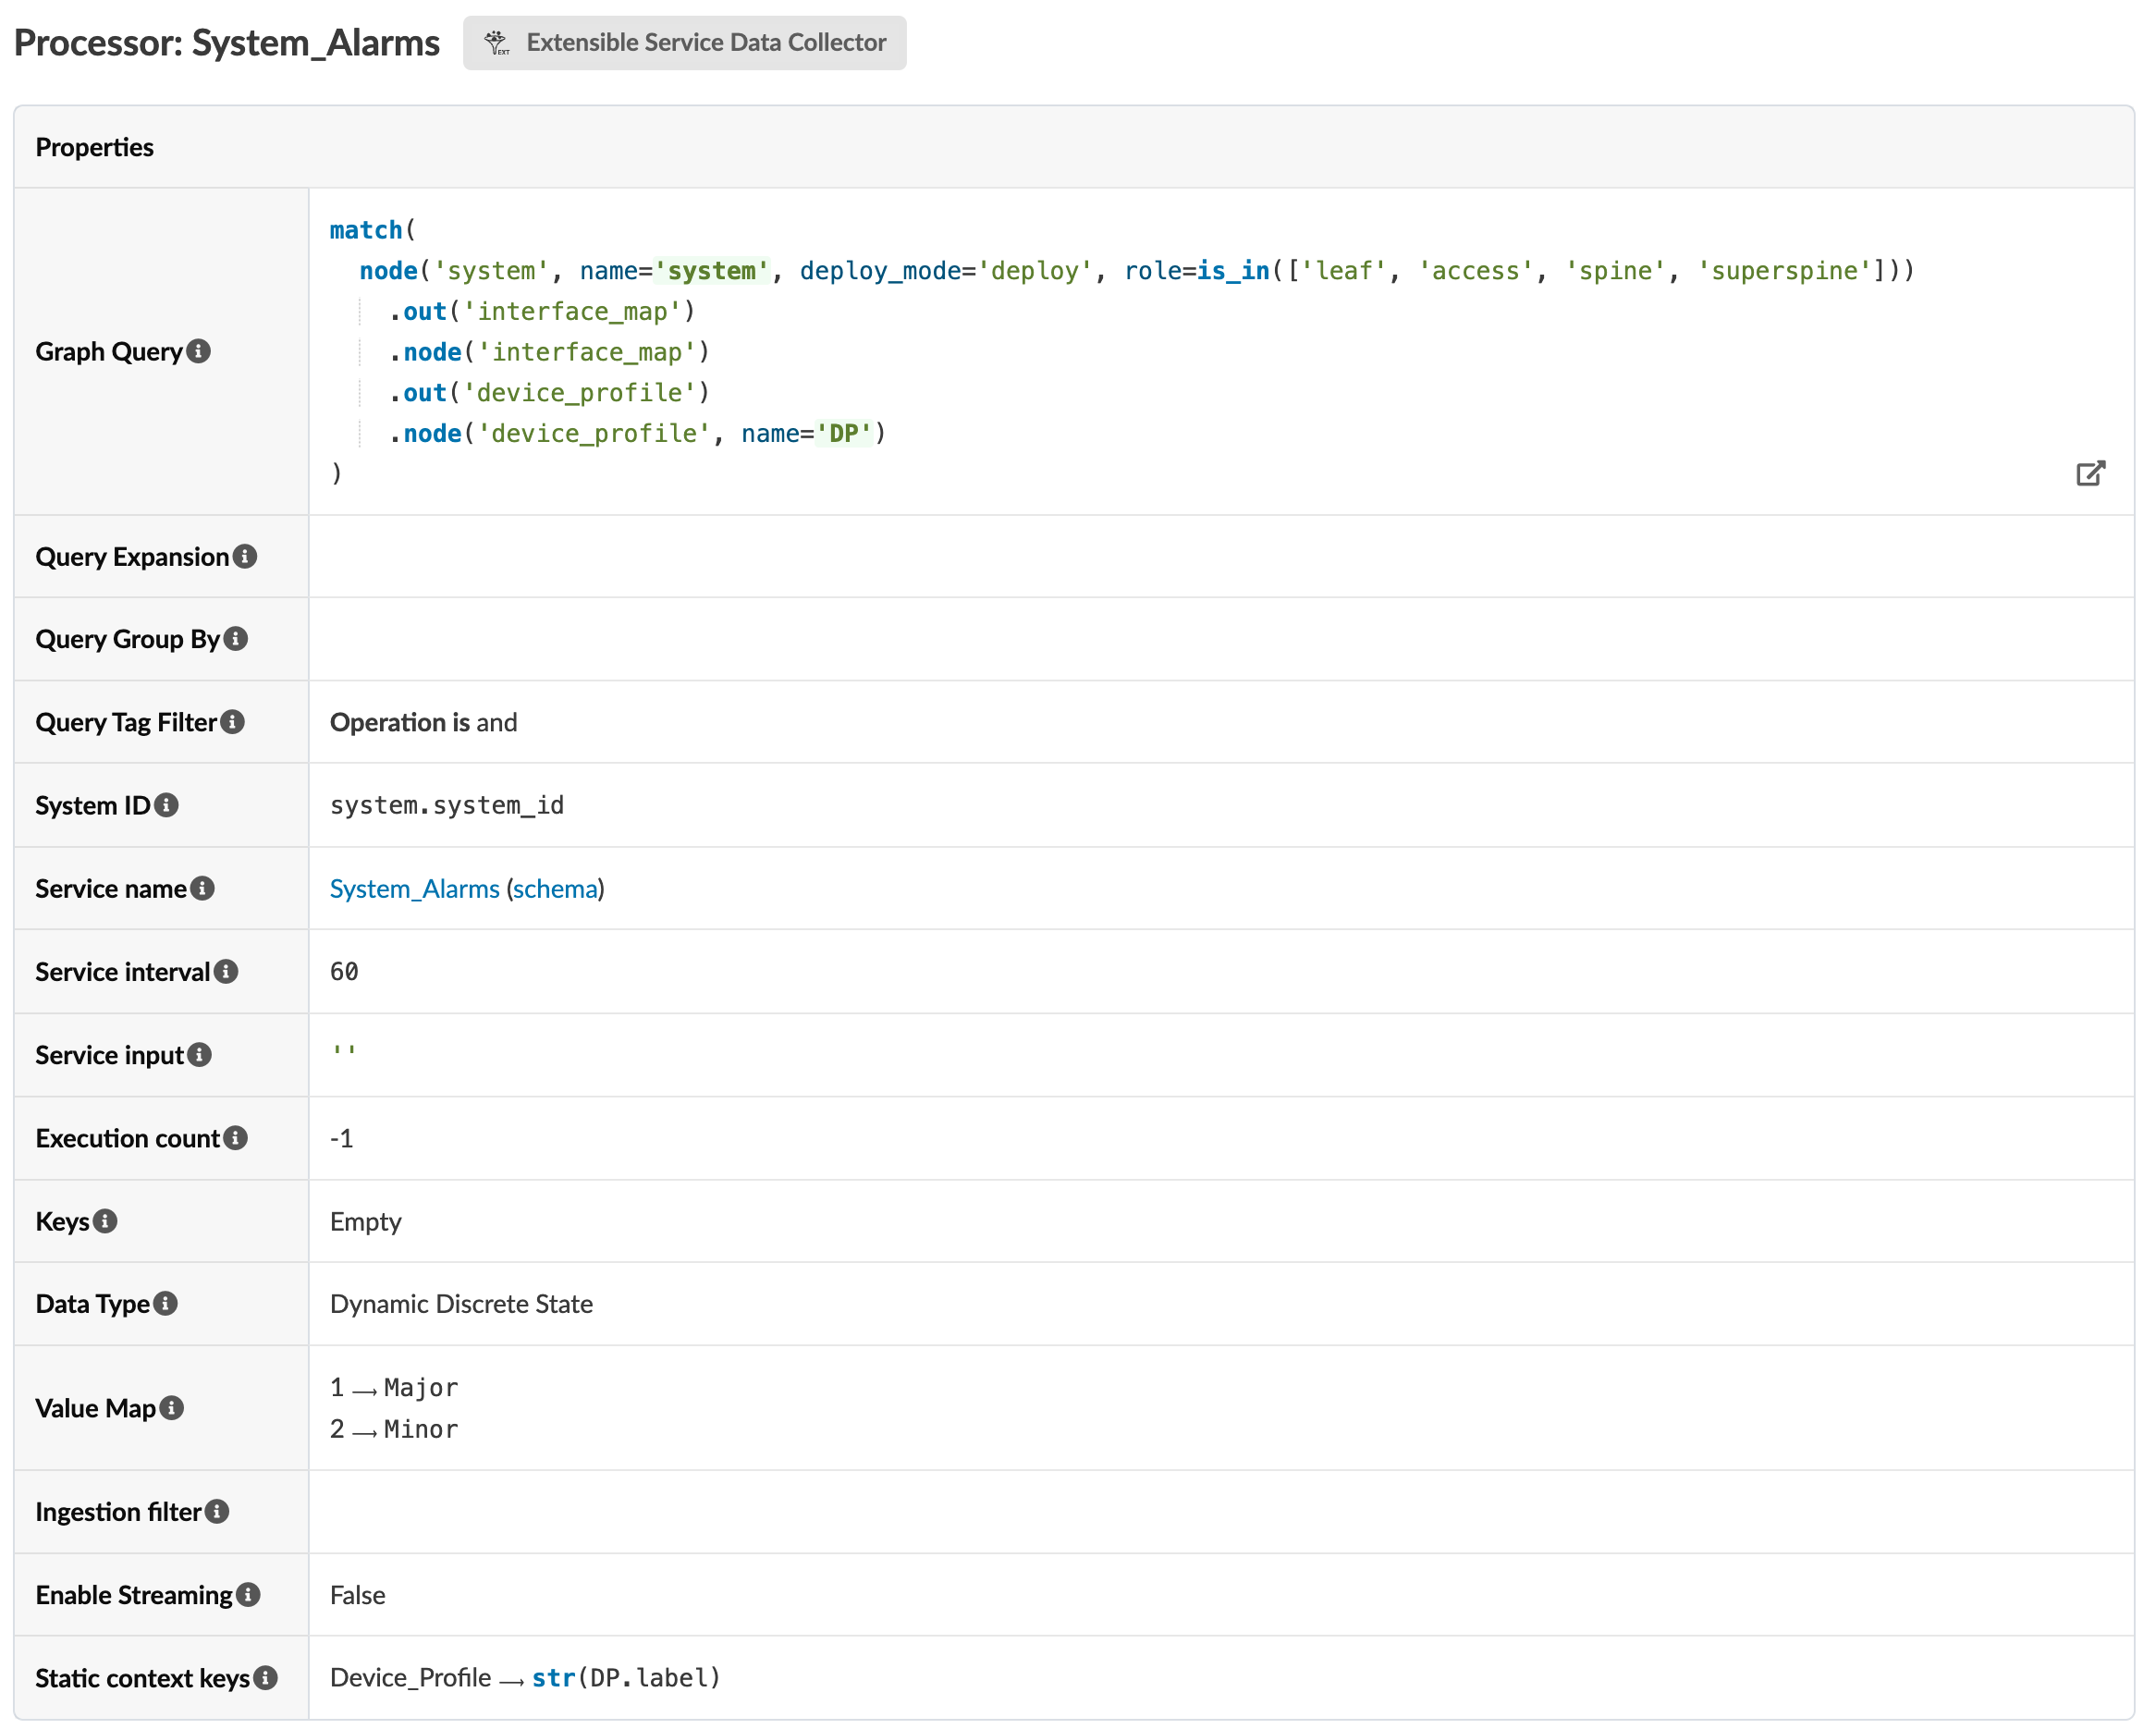 Processor: System_Alarms
Extensible Service Data Collector
Properties
Graph Query
match(
node('system', name='system', deploy_mode='deploy', role=is_in(['leaf', 'access', 'spine', 'superspine']))
.out('interface_map')
.node('interface_map')
.out('device_profile')
.node('device_profile', name='DP')
)
Query Expansion
Query Group By
Query Tag Filter
Operation is and
System ID
system.system_id
Service name
System_Alarms (schema)
Service interval
60
Service input
''
Execution count
-1
Keys
Empty
Data Type
Dynamic Discrete State
Value Map
1 → Major
2 → Minor
Ingestion filter
Enable Streaming
False
Static context keys
Device_Profile → str(DP.label)